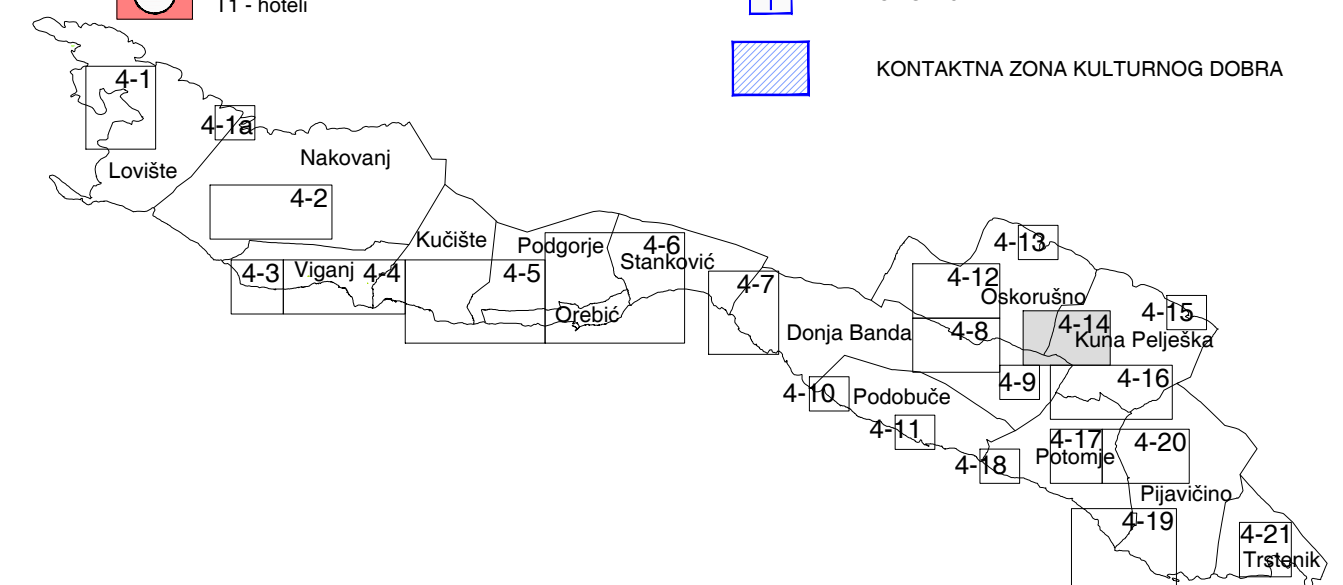 T1 - hoteli
KONTAKTNA ZONA KULTURNOG DOBRA
4-1
4-1a
Nakovanj
Lovište
4-2
Kučište
Podgorje
4-6
4-13
Stanković
4-3
Viganj
4-4
4-5
4-7
4-12
Oskorušno
4-15
Orebić
Donja Banda
4-8
4-14
Kuna Pelješka
4-9
4-16
4-10
Podobuče
4-11
4-17
4-20
Potomje
4-18
Pijavičino
4-19
4-21
Trstenik